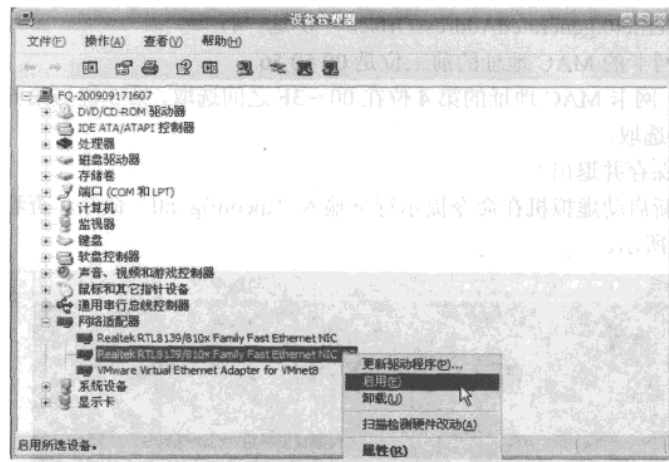 设备管理器
文件(F) 操作(A) 查看(V) 帮助(H)
FQ-200909171607
DVD/CD-ROM 驱动器
IDE ATA/ATAPI 控制器
处理器
磁盘驱动器
存储卷
端口 (COM 和 LPT)
计算机
监视器
键盘
软盘控制器
声音、视频和游戏控制器
鼠标和其它指针设备
通用串行总线控制器
网络适配器
Realtek RTL8139/810x Family Fast Ethernet NIC
Realtek RTL8139/810x Family Fast Ethernet NIC
VMware Virtual Ethernet Adapter for VMnet8
系统设备
显示卡
更新驱动程序(P)...
启用(E)
卸载(U)
扫描检测硬件改动(A)
属性(R)
启用所选设备。